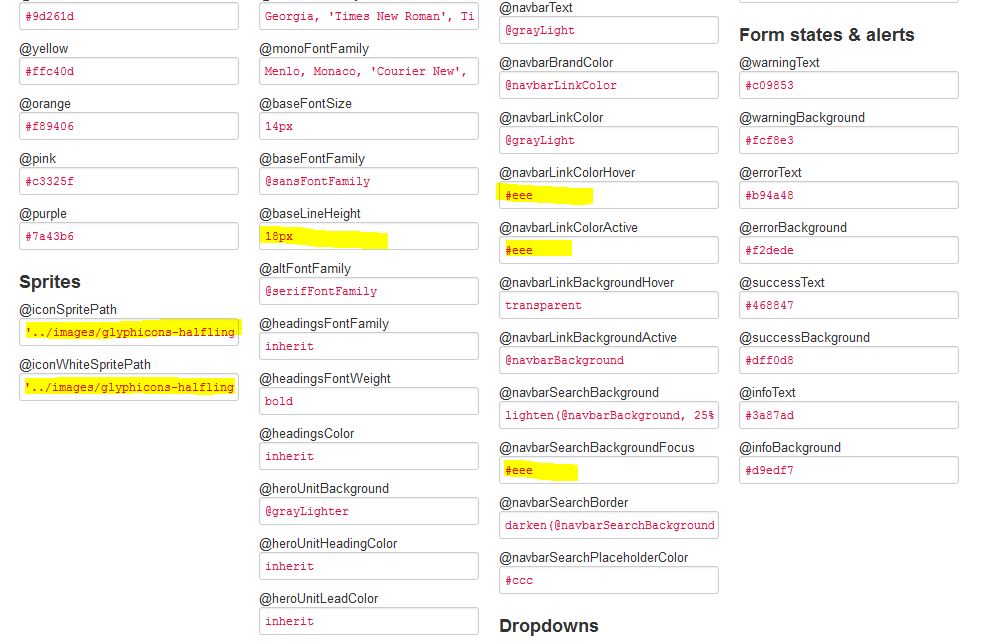 #9d261d
@yellow
#ffc40d
@orange
#f89406
@pink
#c3325f
@purple
#7a43b6
Sprites
@iconSpritePath
'../images/glyphicons-halfling
@iconWhiteSpritePath
'../images/glyphicons-halfling
Georgia, 'Times New Roman', Ti
@monoFontFamily
Menlo, Monaco, 'Courier New',
@baseFontSize
14px
@baseFontFamily
@sansFontFamily
@baseLineHeight
18px
@altFontFamily
@serifFontFamily
@headingsFontFamily
inherit
@headingsFontWeight
bold
@headingsColor
inherit
@heroUnitBackground
@grayLighter
@heroUnitHeadingColor
inherit
@heroUnitLeadColor
inherit
@navbarText
@grayLight
@navbarBrandColor
@navbarLinkColor
@navbarLinkColor
@grayLight
@navbarLinkColorHover
#eee
@navbarLinkColorActive
#eee
@navbarLinkBackgroundHover
transparent
@navbarLinkBackgroundActive
@navbarBackground
@navbarSearchBackground
lighten(@navbarBackground, 25%
@navbarSearchBackgroundFocus
#eee
@navbarSearchBorder
darken(@navbarSearchBackground
@navbarSearchPlaceholderColor
#ccc
Dropdowns
Form states & alerts
@warningText
#c09853
@warningBackground
#fcf8e3
@errorText
#b94a48
@errorBackground
#f2dede
@successText
#468847
@successBackground
#dff0d8
@infoText
#3a87ad
@infoBackground
#d9edf7